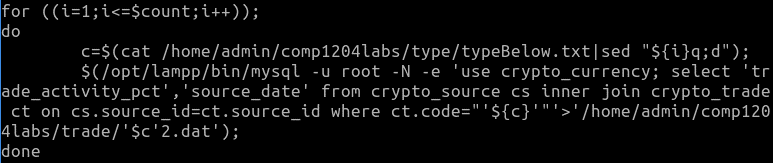 for ((i=1;i<=$count;i++));
do
        c=$(cat /home/admin/comp1204labs/type/typeBelow.txt|sed "${i}q;d");
        $(/opt/lampp/bin/mysql -u root -N -e 'use crypto_currency; select 'tr
ade_activity_pct','source_date' from crypto_source cs inner join crypto_trade
 ct on cs.source_id=ct.source_id where ct.code="'${c}'"'>'/home/admin/comp120
4labs/trade/'$c'2.dat');
done